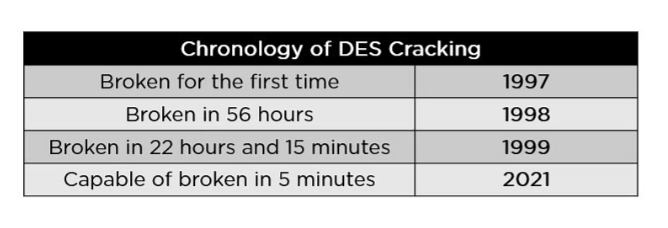 Chronology of DES Cracking
Broken for the first time 1997
Broken in 56 hours 1998
Broken in 22 hours and 15 minutes 1999
Capable of broken in 5 minutes 2021